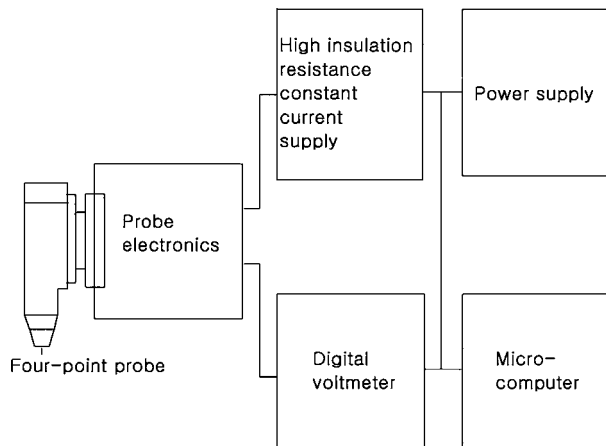 High insulation
resistance
constant
current
supply
Power supply
Probe
electronics
Four-point probe
Digital
voltmeter
Micro-
computer